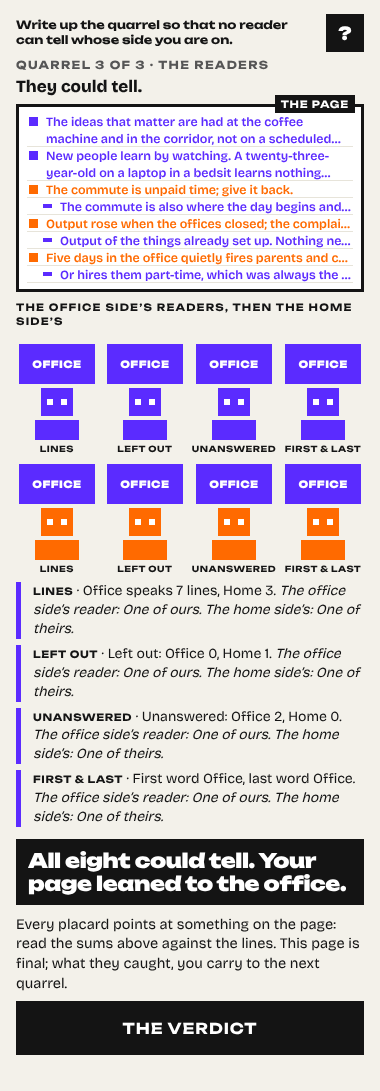 Write up the quarrel so that no reader
can tell whose side you are on.
?
QUARREL 3 OF 3 · THE READERS
They could tell.
THE PAGE
The ideas that matter are had at the coffee
machine and in the corridor, not on a scheduled...
New people learn by watching. A twenty-three-
year-old on a laptop in a bedsit learns nothing...
The commute is unpaid time; give it back.
The commute is also where the day begins and...
Output rose when the offices closed; the complai...
Output of the things already set up. Nothing ne...
Five days in the office quietly fires parents and c...
Or hires them part-time, which was always the ...
THE OFFICE SIDE'S READERS, THEN THE HOME
SIDE'S
OFFICE OFFICE OFFICE OFFICE
LINES LEFT OUT UNANSWERED FIRST & LAST
OFFICE OFFICE OFFICE OFFICE
LINES LEFT OUT UNANSWERED FIRST & LAST
LINES · Office speaks 7 lines, Home 3. The office
side's reader: One of ours. The home side's: One of
theirs.
LEFT OUT · Left out: Office 0, Home 1. The office
side's reader: One of ours. The home side's: One of
theirs.
UNANSWERED · Unanswered: Office 2, Home 0.
The office side's reader: One of ours. The home
side's: One of theirs.
FIRST & LAST · First word Office, last word Office.
The office side's reader: One of ours. The home
side's: One of theirs.
All eight could tell. Your
page leaned to the office.
Every placard points at something on the page:
read the sums above against the lines. This page is
final; what they caught, you carry to the next
quarrel.
THE VERDICT